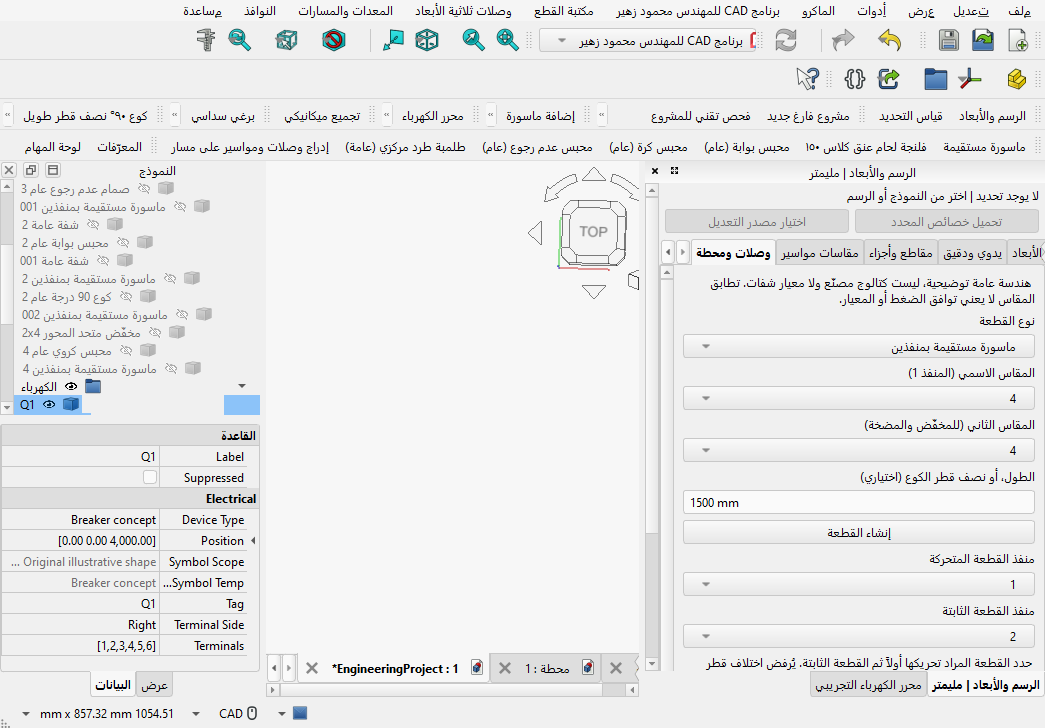 ملف تعديل عرض أدوات الماكرو برنامج CAD للمهندس محمود زهير مكتبة القطع وصلات ثلاثية الأبعاد المعدات والمسارات النوافذ مساعدة
برنامج CAD للمهندس محمود زهير
الرسم والأبعاد قياس التحديد مشروع فارغ جديد فحص تقني للمشروع » إضافة ماسورة » محرر الكهرباء » تجميع ميكانيكي برغي سداسي » كوع ٩٠° نصف قطر طويل »
ماسورة مستقيمة فلنجة لحام عنق كلاس ١٥٠ محبس بوابة (عام) محبس كرة (عام) محبس عدم رجوع (عام) طلمبة طرد مركزي (عامة) إدراج وصلات ومواسير على مسار المعرّفات لوحة المهام
الرسم والأبعاد | مليمتر
لا يوجد تحديد | اختر من النموذج أو الرسم
تحميل خصائص المحدد
اختيار مصدر التعديل
الأبعاد
يدوي ودقيق
مقاطع وأجزاء
مقاسات مواسير
وصلات ومحطة
هندسة عامة توضيحية، ليست كتالوج مصنّع ولا معيار شفات. تطابق
المقاس لا يعني توافق الضغط أو المعيار.
نوع القطعة
ماسورة مستقيمة بمنفذين
المقاس الاسمي (المنفذ 1)
4
المقاس الثاني (للمخفّض والمضخة)
4
الطول، أو نصف قطر الكوع (اختياري)
1500 mm
إنشاء القطعة
منفذ القطعة المتحركة
1
منفذ القطعة الثابتة
2
حدد القطعة المراد تحريكها أولاً ثم القطعة الثابتة. يُرفض اختلاف قطر
الرسم والأبعاد | مليمتر
محرر الكهرباء التجريبي
TOP
محطة : 1
EngineeringProject : 1*
النموذج
صمام عدم رجوع عام 3
ماسورة مستقيمة بمنفذين 001
شفة عامة 2
محبس بوابة عام 2
شفة عامة 001
ماسورة مستقيمة بمنفذين 2
كوع 90 درجة عام 2
ماسورة مستقيمة بمنفذين 002
مخفّض متحد المحور 2x4
محبس كروي عام 4
ماسورة مستقيمة بمنفذين 4
الكهرباء
Q1
القاعدة
Label Q1
Suppressed
Electrical
Device Type Breaker concept
Position [0.00 0.00 4,000.00]
Symbol Scope Original illustrative shape ...
Symbol Temp... Breaker concept
Tag Q1
Terminal Side Right
Terminals [1,2,3,4,5,6]
عرض
البيانات
CAD
1054.51 mm x 857.32 mm